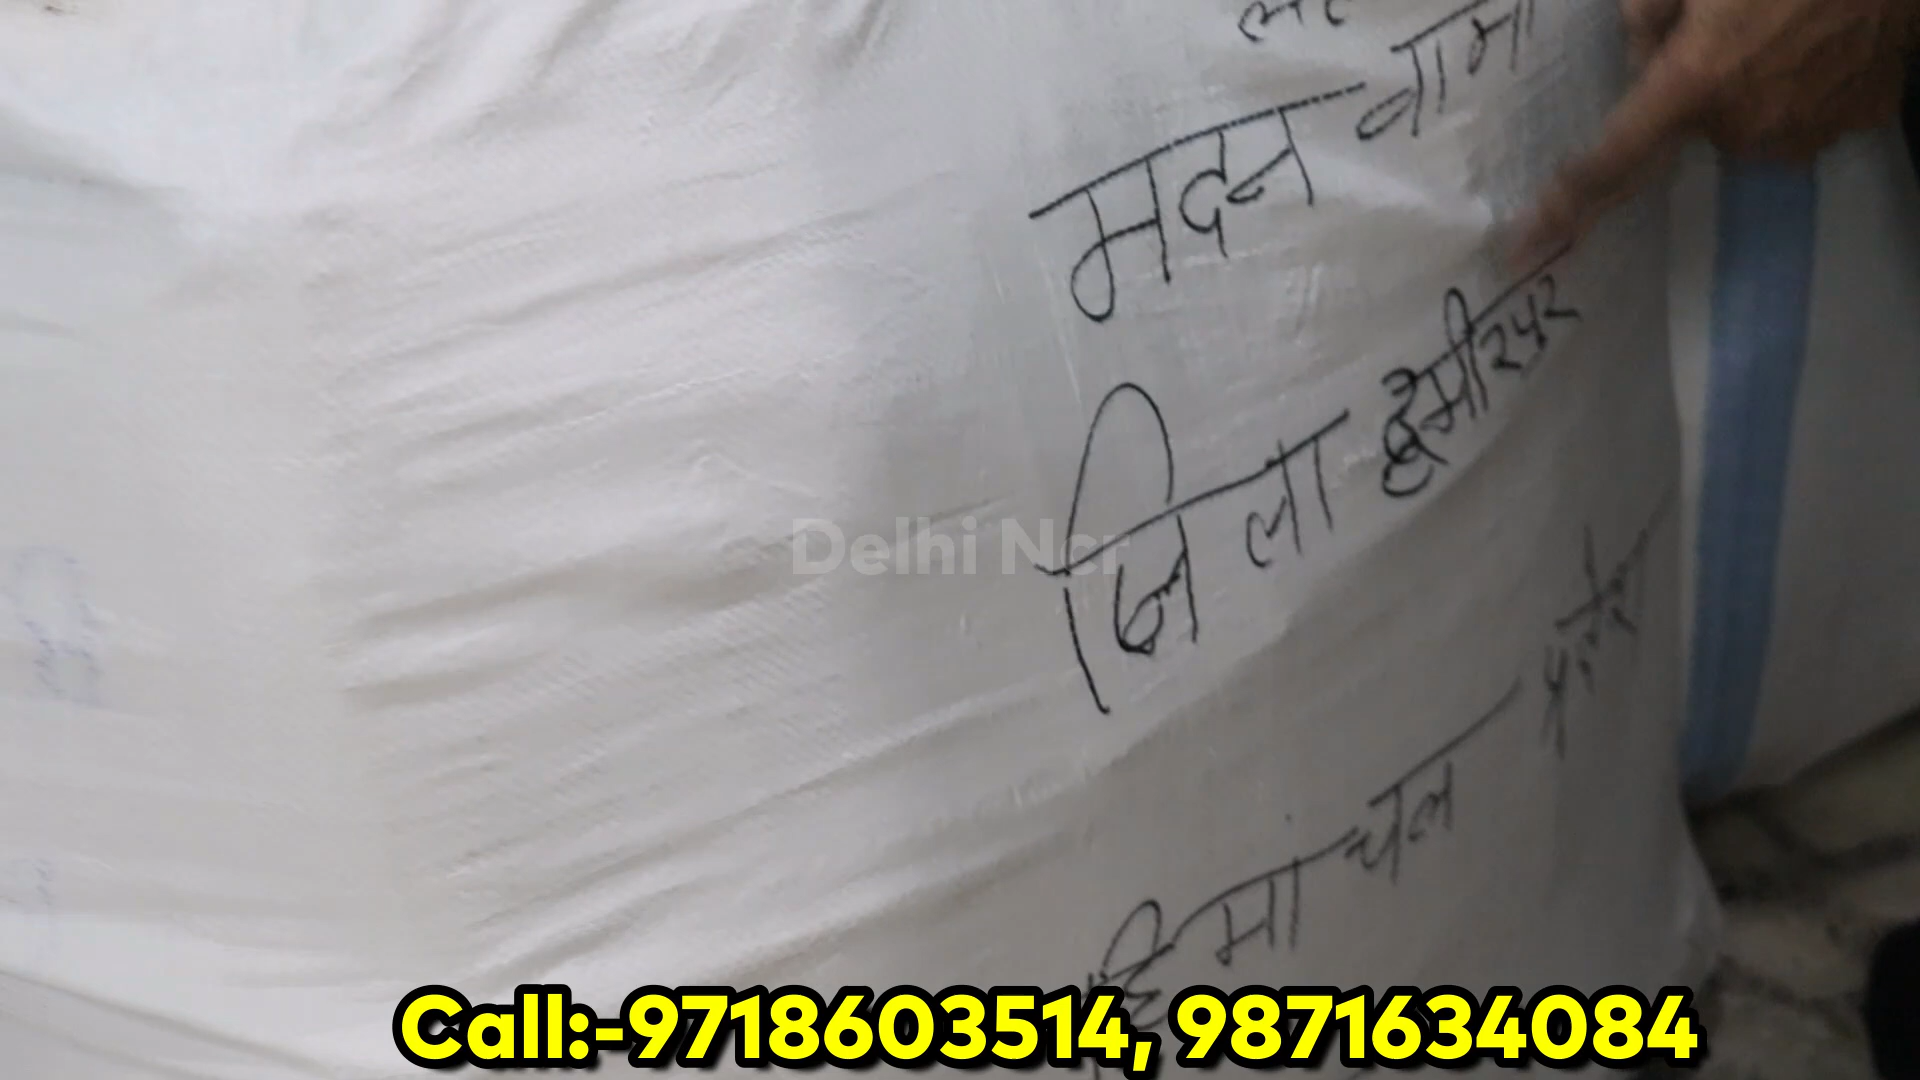 मदन
जिला हमीरपुर
हिमाचल प्रदेश
Delhi Ncr
Call:-9718603514, 9871634084